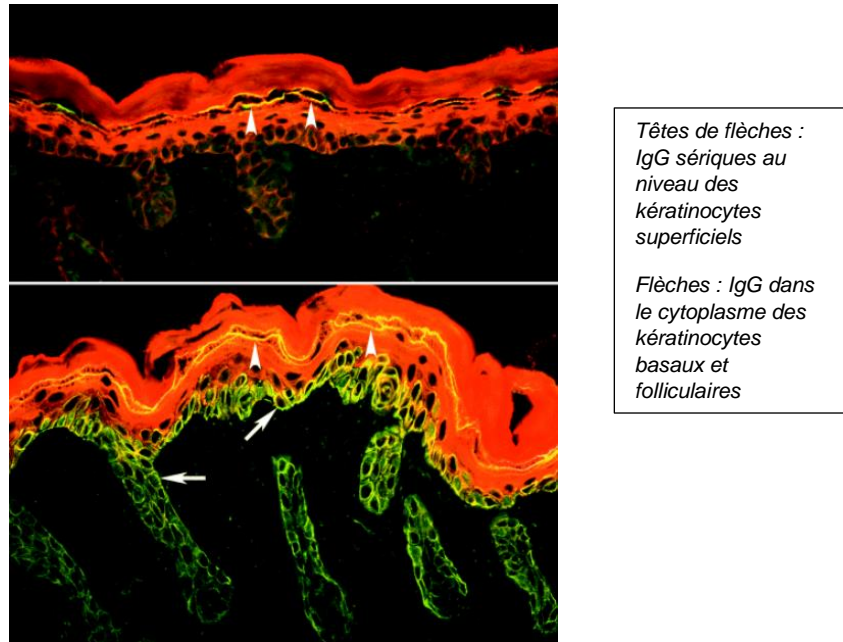 Têtes de flèches :
IgG sériques au
niveau des
kératinocytes
superficiels
Flèches : IgG dans
le cytoplasme des
kératinocytes
basaux et
folliculaires